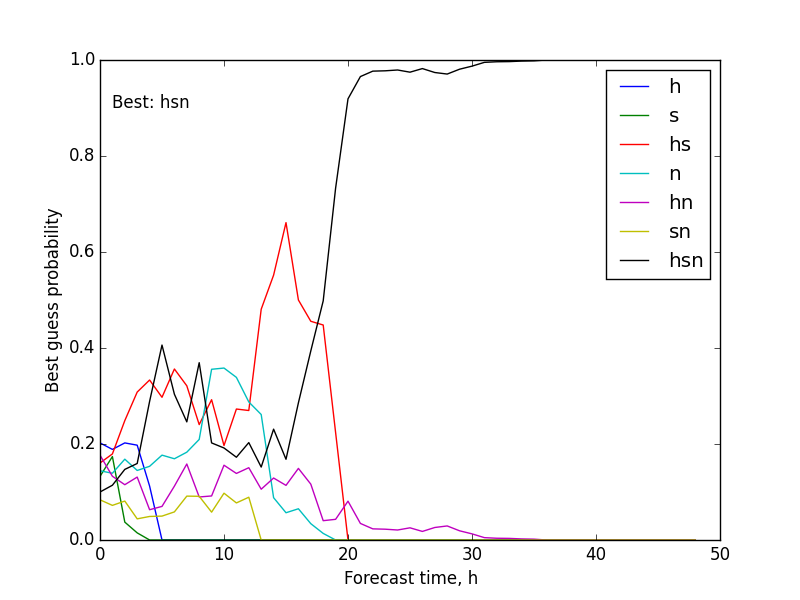 1.0
0.8
0.6
0.4
0.2
0.0
Best guess probability
Best: hsn
h
s
hs
n
hn
sn
hsn
0 10 20 30 40 50
Forecast time, h